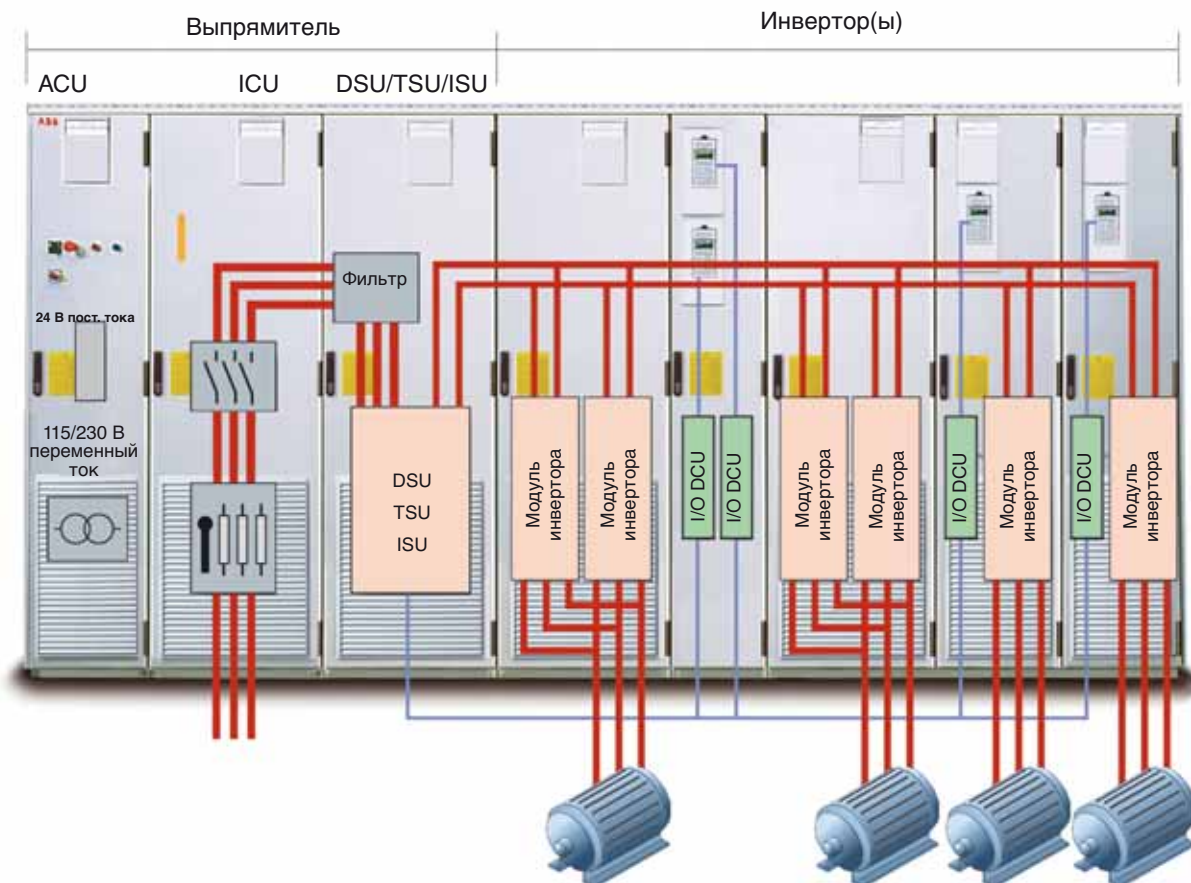 Выпрямитель
Инвертор(ы)
ACU
ICU
DSU/TSU/ISU
ABB
Фильтр
24 В пост. тока
115/230 В
переменный
ток
DSU
TSU
ISU
Модуль
инвертора
Модуль
инвертора
I/O DCU
I/O DCU
Модуль
инвертора
Модуль
инвертора
I/O DCU
Модуль
инвертора
I/O DCU
Модуль
инвертора